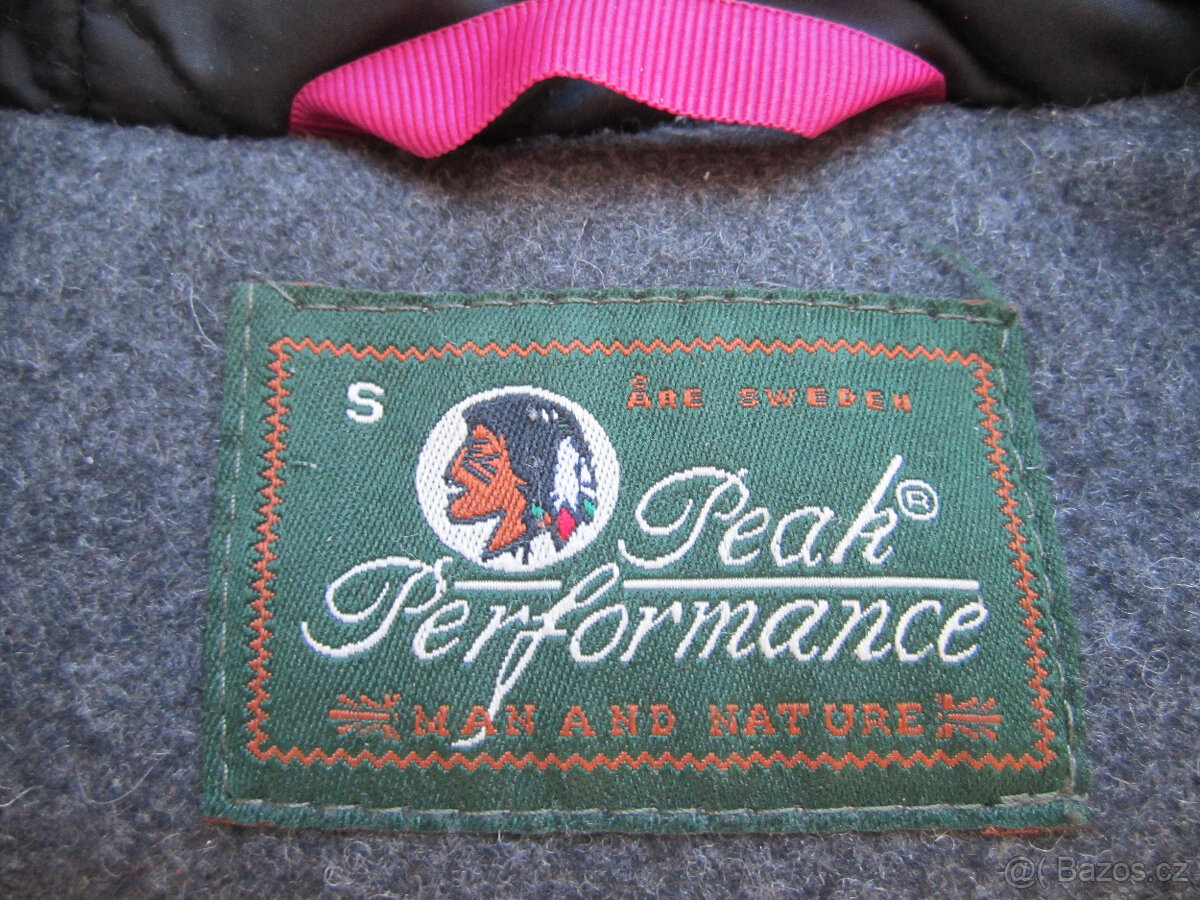 S
ÅRE SWEDEN
Peak®
Performance
MAN AND NATURE
@( Bazos.cz